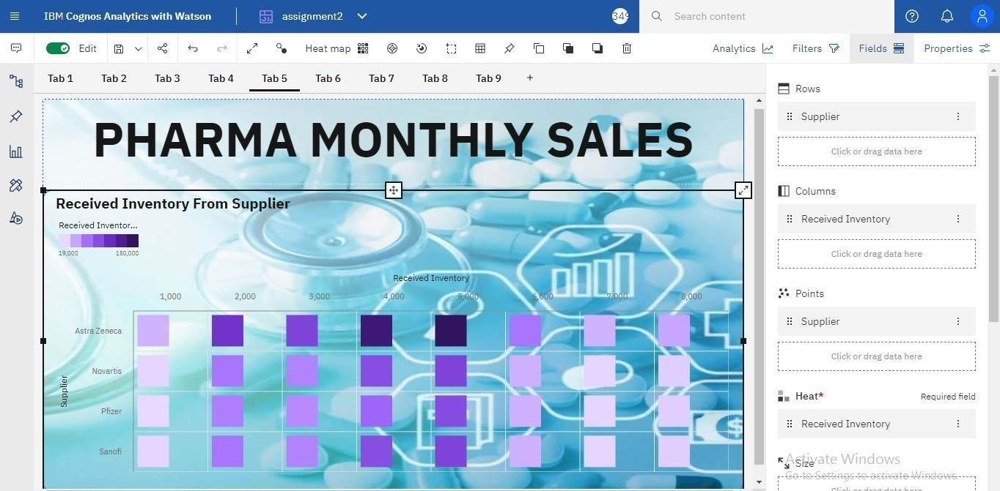 IBM Cognos Analytics with Watson
assignment2
349
Search content
Edit
Heat map
Analytics
Filters
Fields
Properties
Tab 1
Tab 2
Tab 3
Tab 4
Tab 5
Tab 6
Tab 7
Tab 8
Tab 9
+
PHARMA MONTHLY SALES
Received Inventory From Supplier
Received Inventor...
19,000 160,000
Received Inventory
1,000 2,000 3,000 4,000 5,000 6,000 7,000 8,000
Supplier
Astra Zeneca
Novartis
Pfizer
Sanofi
Rows
Supplier
Click or drag data here
Columns
Received Inventory
Click or drag data here
Points
Supplier
Click or drag data here
Heat* Required field
Received Inventory
Size
Click or drag data here
Activate Windows
Go to Settings to activate Windows.